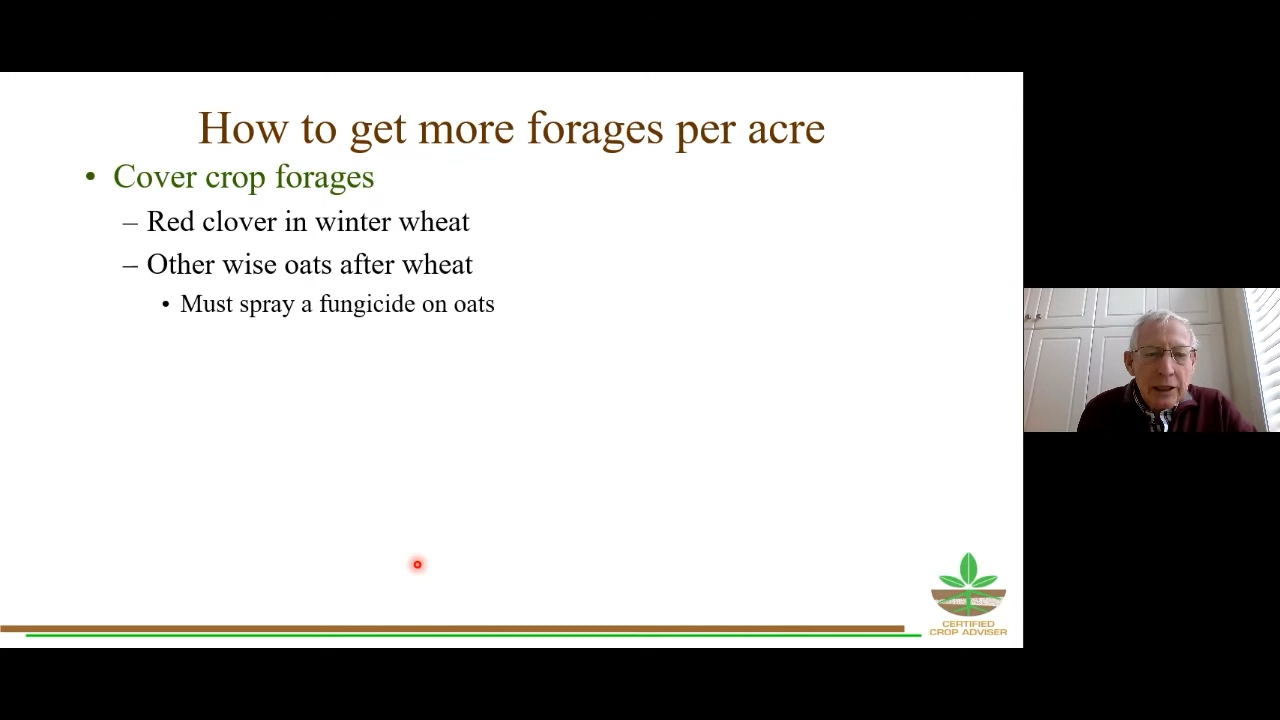 How to get more forages per acre
• Cover crop forages
– Red clover in winter wheat
– Other wise oats after wheat
• Must spray a fungicide on oats
CERTIFIED
CROP ADVISER